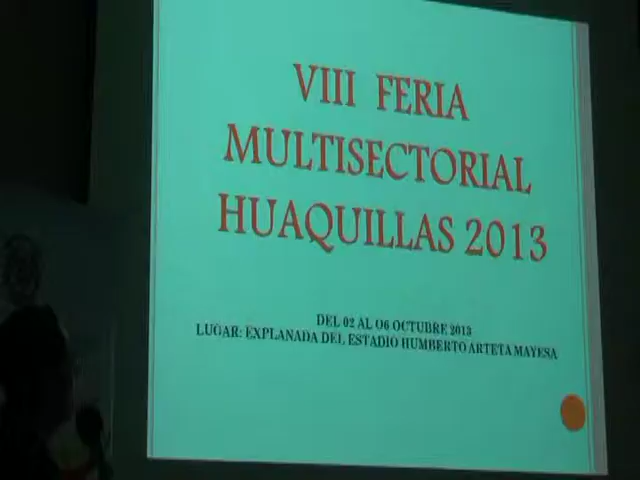 VIII FERIA
MULTISECTORIAL
HUAQUILLAS 2013
DEL 02 AL 06 OCTUBRE 2013
LUGAR: EXPLANADA DEL ESTADIO HUMBERTO ARTETA MAYESA